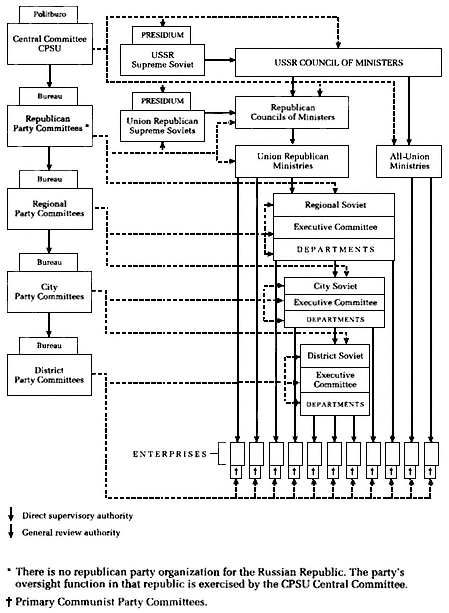 Politburo
Central Committee
CPSU
PRESIDIUM
USSR
Supreme Soviet
USSR COUNCIL OF MINISTERS
Bureau
Republican
Party Committees *
PRESIDIUM
Union Republican
Supreme Soviets
Republican
Councils of Ministers
Union Republican
Ministries
All-Union
Ministries
Bureau
Regional
Party Committees
Regional Soviet
Executive Committee
DEPARTMENTS
Bureau
City
Party Committees
City Soviet
Executive Committee
DEPARTMENTS
Bureau
District
Party Committees
District Soviet
Executive
Committee
DEPARTMENTS
ENTERPRISES
† † † † † † † † † † †
Direct supervisory authority
General review authority
* There is no republican party organization for the Russian Republic. The party's
oversight function in that republic is exercised by the CPSU Central Committee.
† Primary Communist Party Committees.